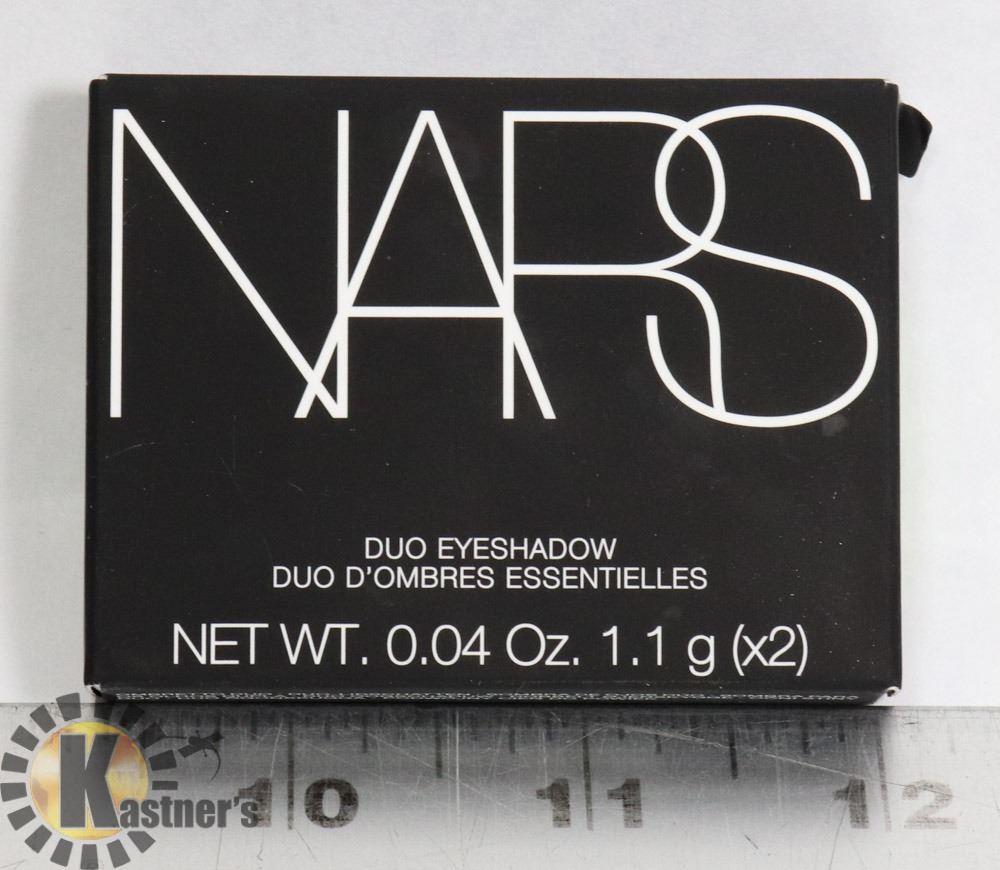 NARS
DUO EYESHADOW
DUO D'OMBRES ESSENTIELLES
NET WT. 0.04 Oz. 1.1 g (x2)
10 11 12
Kastner's